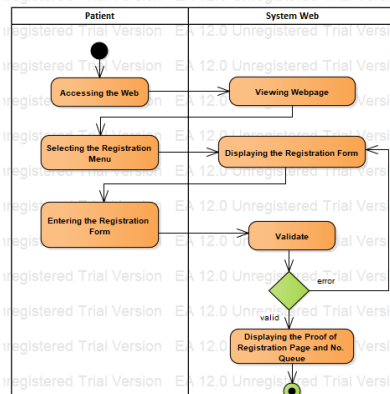 Patient
System Web
Accessing the Web
Viewing Webpage
Selecting the Registration
Menu
Displaying the Registration Form
Entering the Registration
Form
Validate
error
valid
Displaying the Proof of
Registration Page and No.
Queue
EA 12.0 Unregistered Trial Version